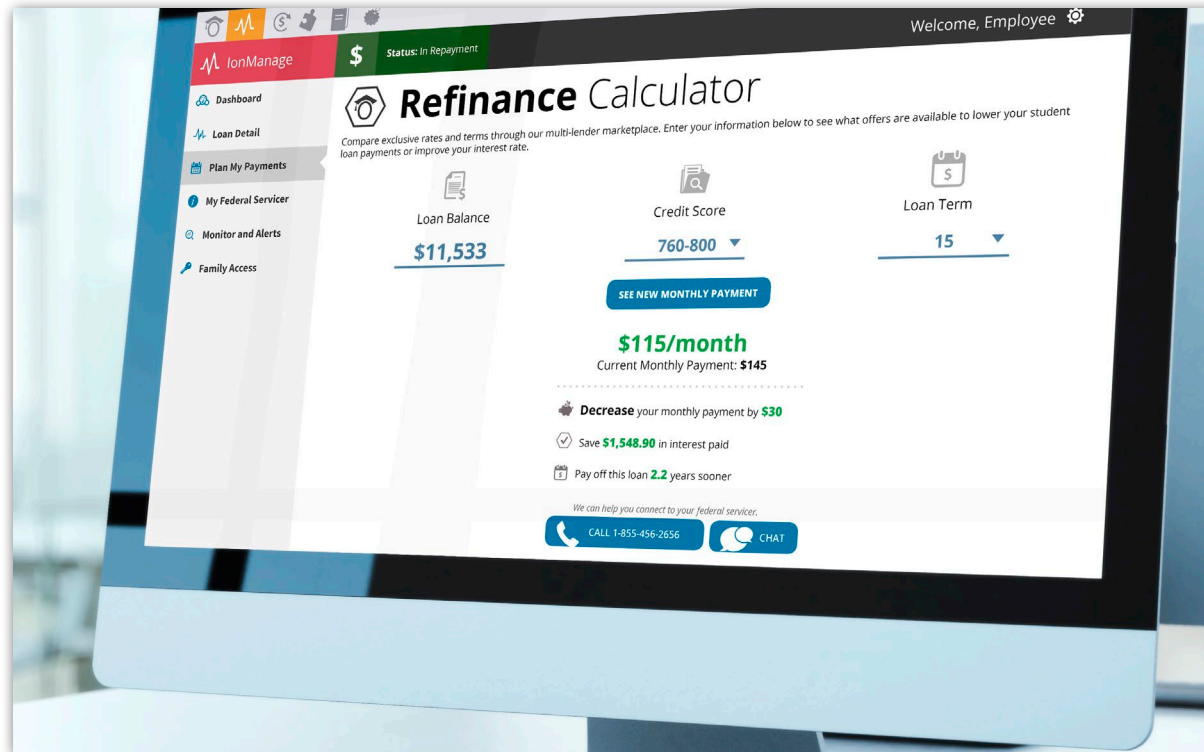 Welcome, Employee
IonManage
$ Status: In Repayment
Dashboard
Loan Detail
Plan My Payments
My Federal Servicer
Monitor and Alerts
Family Access
Refinance Calculator
Compare exclusive rates and terms through our multi-lender marketplace. Enter your information below to see what offers are available to lower your student
loan payments or improve your interest rate.
Loan Balance
$11,533
Credit Score
760-800
Loan Term
15
SEE NEW MONTHLY PAYMENT
$115/month
Current Monthly Payment: $145
Decrease your monthly payment by $30
Save $1,548.90 in interest paid
Pay off this loan 2.2 years sooner
We can help you connect to your federal servicer.
CALL 1-855-456-2656
CHAT